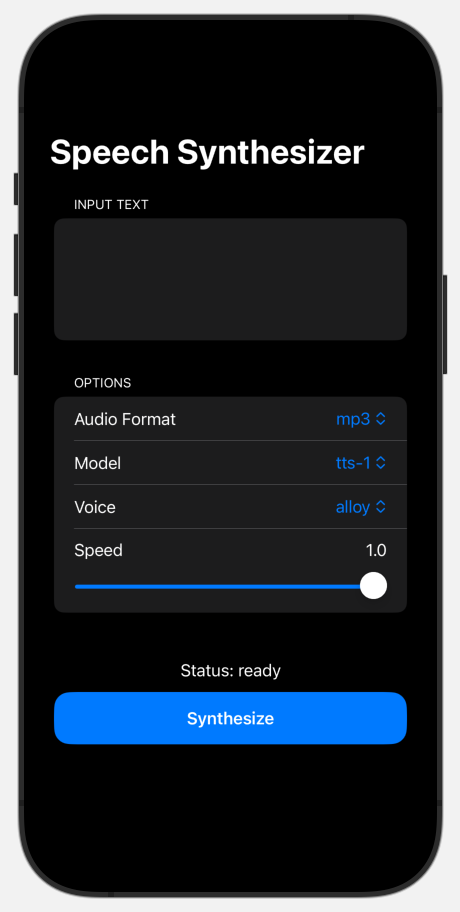 Speech Synthesizer
INPUT TEXT
OPTIONS
Audio Format mp3
Model tts-1
Voice alloy
Speed 1.0
Status: ready
Synthesize